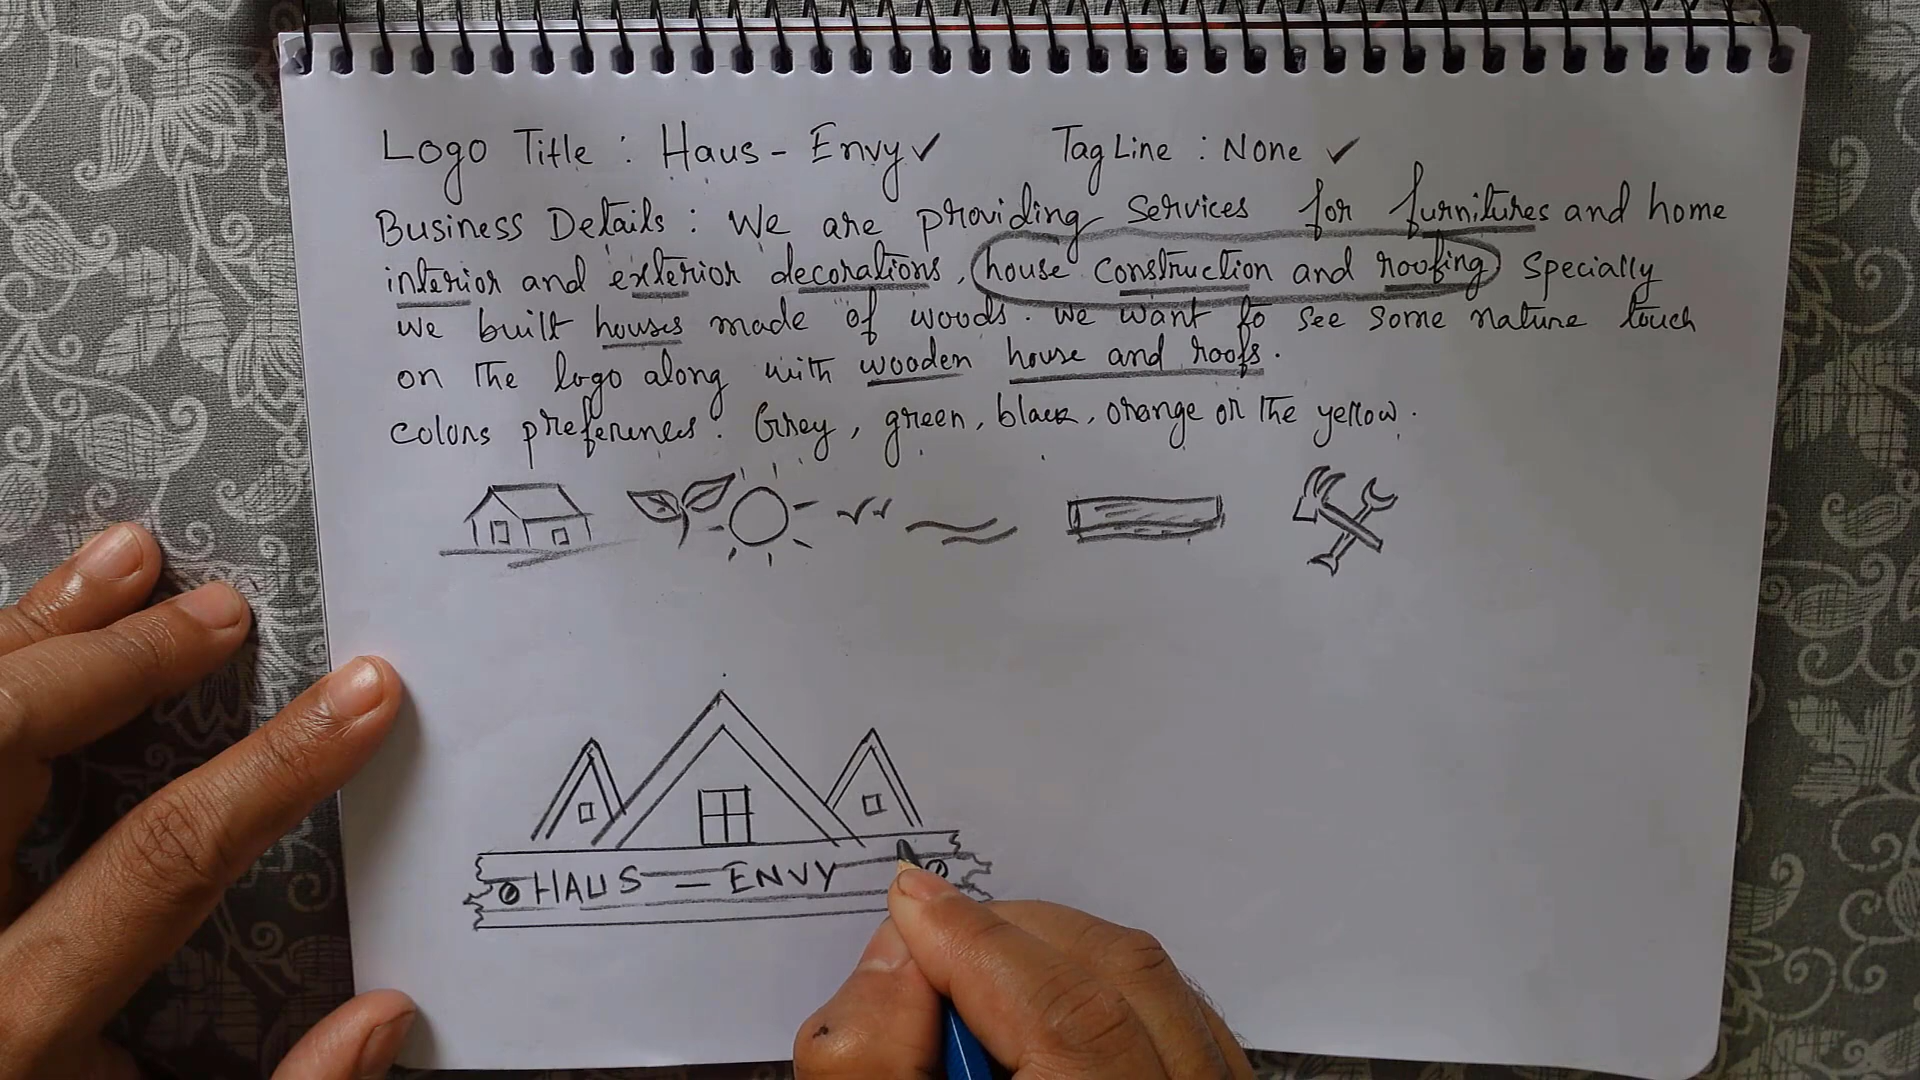 Logo Title : Haus - Envy ✓ TagLine : None ✓
Business Details : We are providing services for furnitures and home
interior and exterior decorations, house construction and roofing specially
we built houses made of woods. We want to see some nature touch
on the logo along with wooden house and roofs.
colors preferences : Grey, green, black, orange or the yellow.
HAUS - ENVY